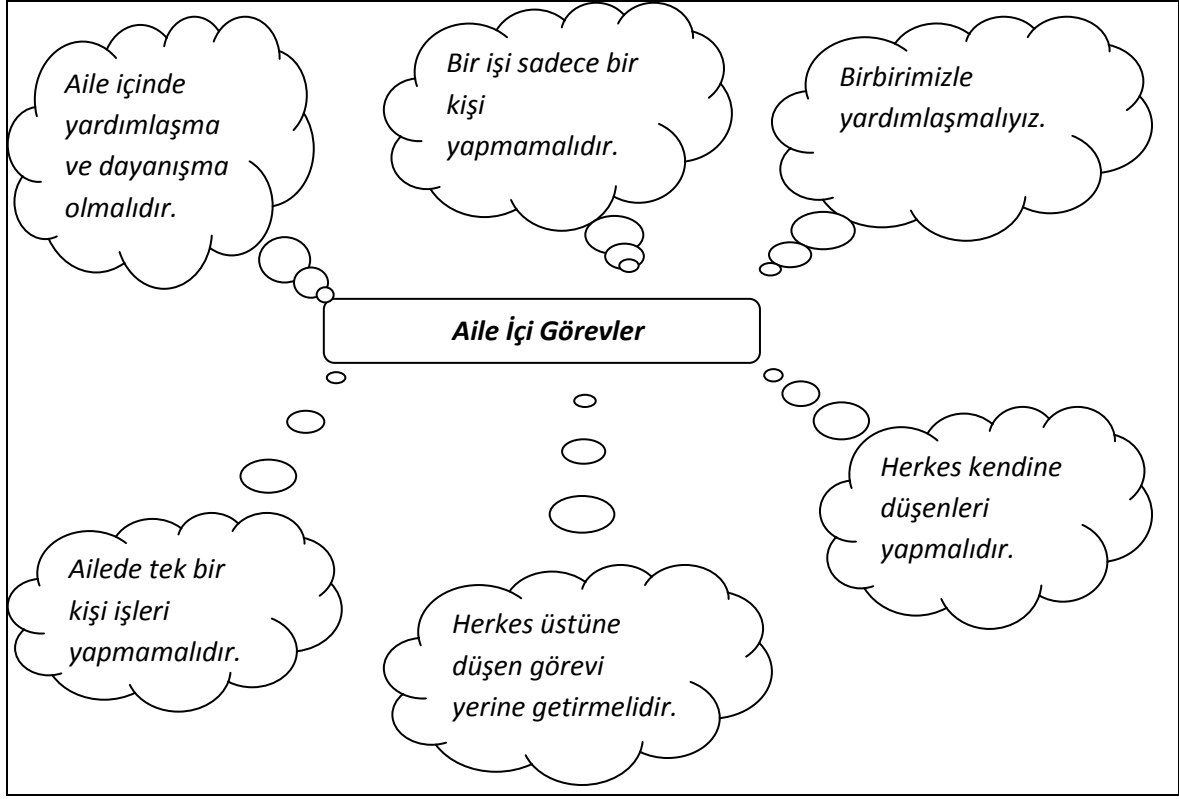 Aile içinde
yardımlaşma
ve dayanışma
olmalıdır.
Bir işi sadece bir
kişi
yapmamalıdır.
Birbirimizle
yardımlaşmalıyız.
Aile İçi Görevler
Ailede tek bir
kişi işleri
yapmamalıdır.
Herkes üstüne
düşen görevi
yerine getirmelidir.
Herkes kendine
düşenleri
yapmalıdır.